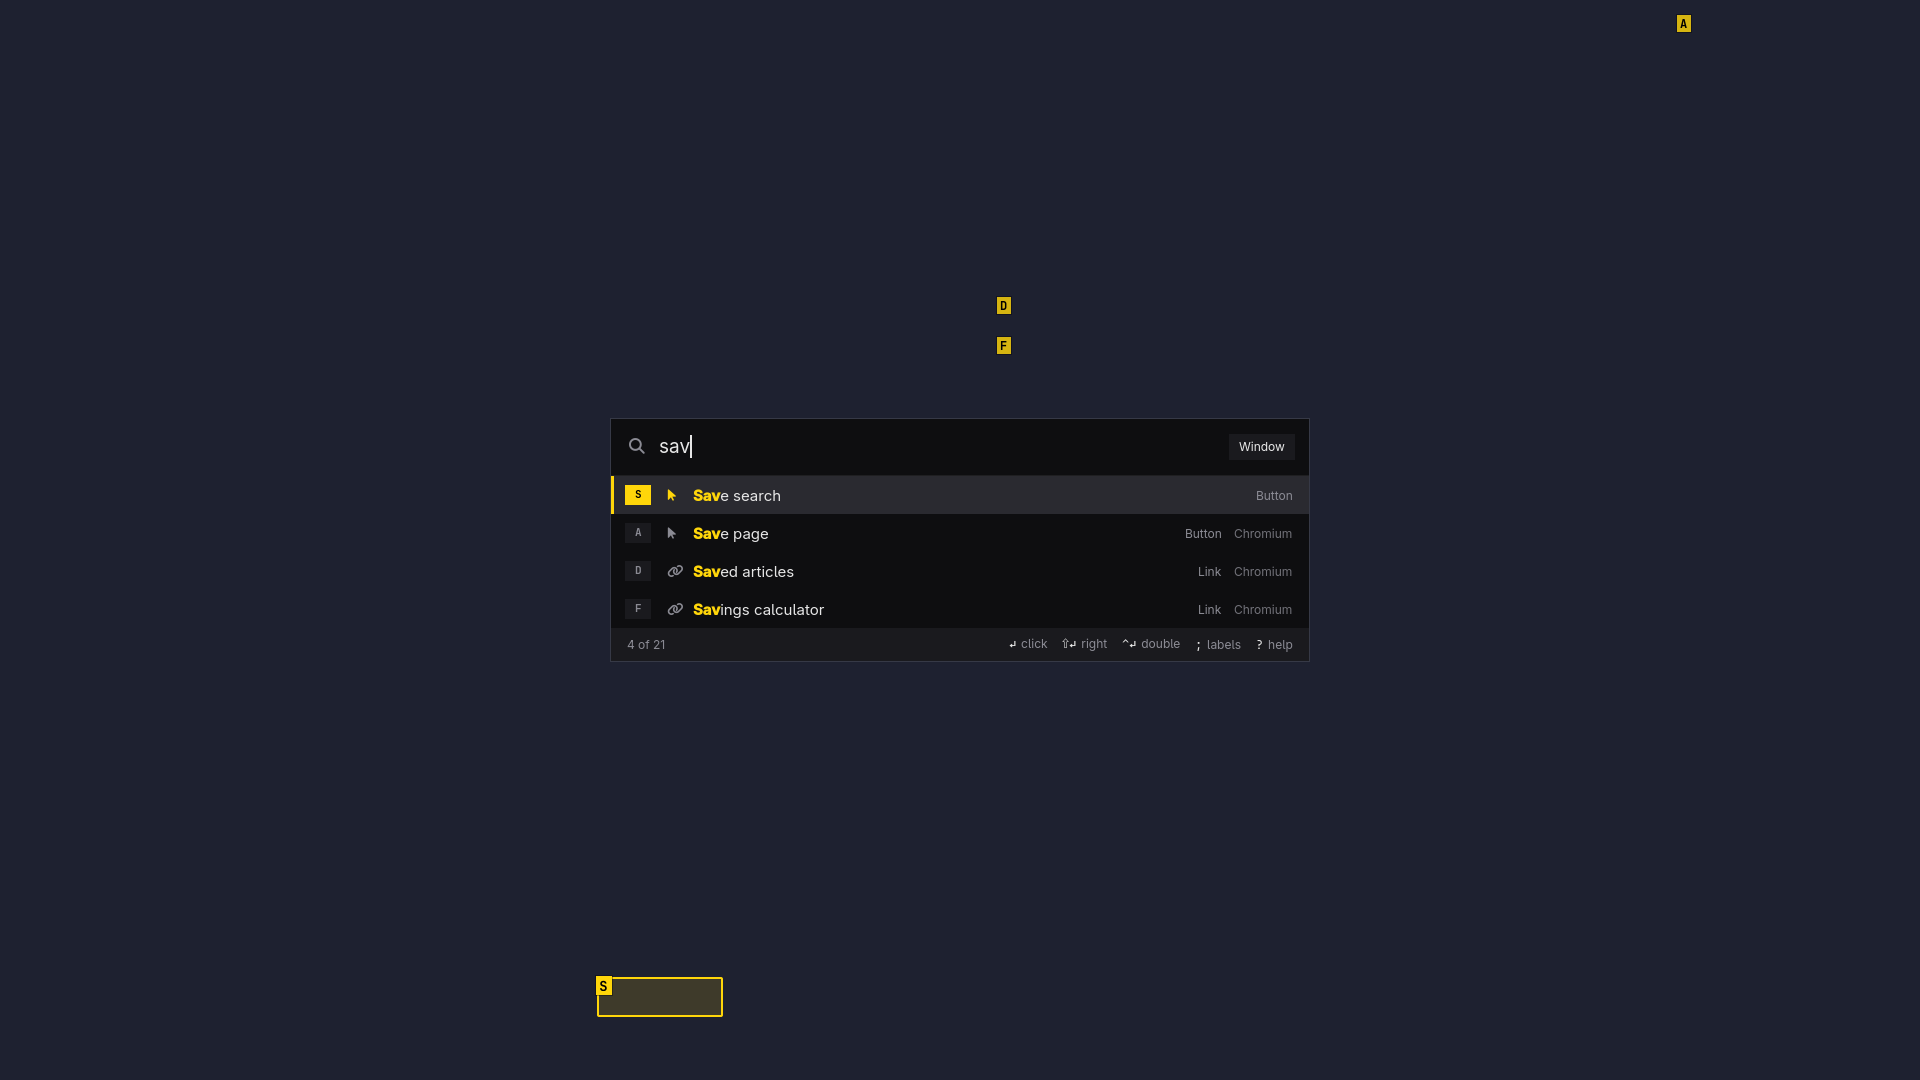 A
D
F
sav Window
S Save search Button
A Save page Button Chromium
D Saved articles Link Chromium
F Savings calculator Link Chromium
4 of 21 ↵ click ⇧↵ right ^↵ double ; labels ? help
S